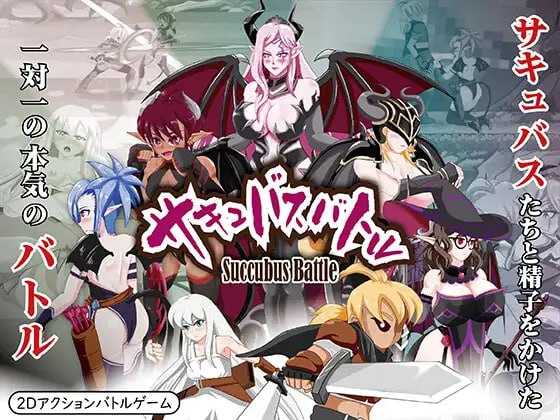 サキュバスたちと精子をかけた
一対一の本気のバトル
サキュバスバトル
Succubus Battle
2Dアクションバトルゲーム